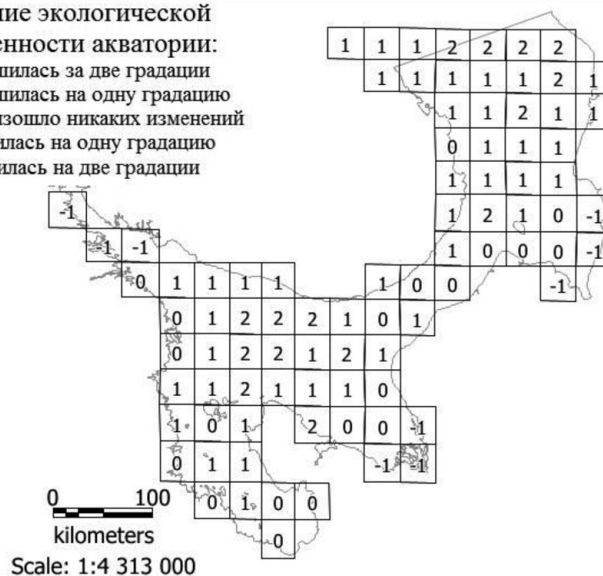 ние экологической
енности акватории:
шилась за две градации
шилась на одну градацию
изошло никаких изменений
илась на одну градацию
илась на две градации
1 1 1 2 2 2 2
1 1 1 1 1 2 1
1 1 2 1 1
0 1 1 1
1 1 1 1
-1 1 2 1 0 -1
-1 -1 1 0 0 0 -1
0 1 1 1 1 1 0 0 -1
0 1 2 2 2 1 0 1
0 1 2 2 1 2 1
1 1 2 1 1 1 0
1 0 1 2 0 0 -1
0 1 1 -1 -1
0 1 0 0
0
0 100
kilometers
Scale: 1:4 313 000